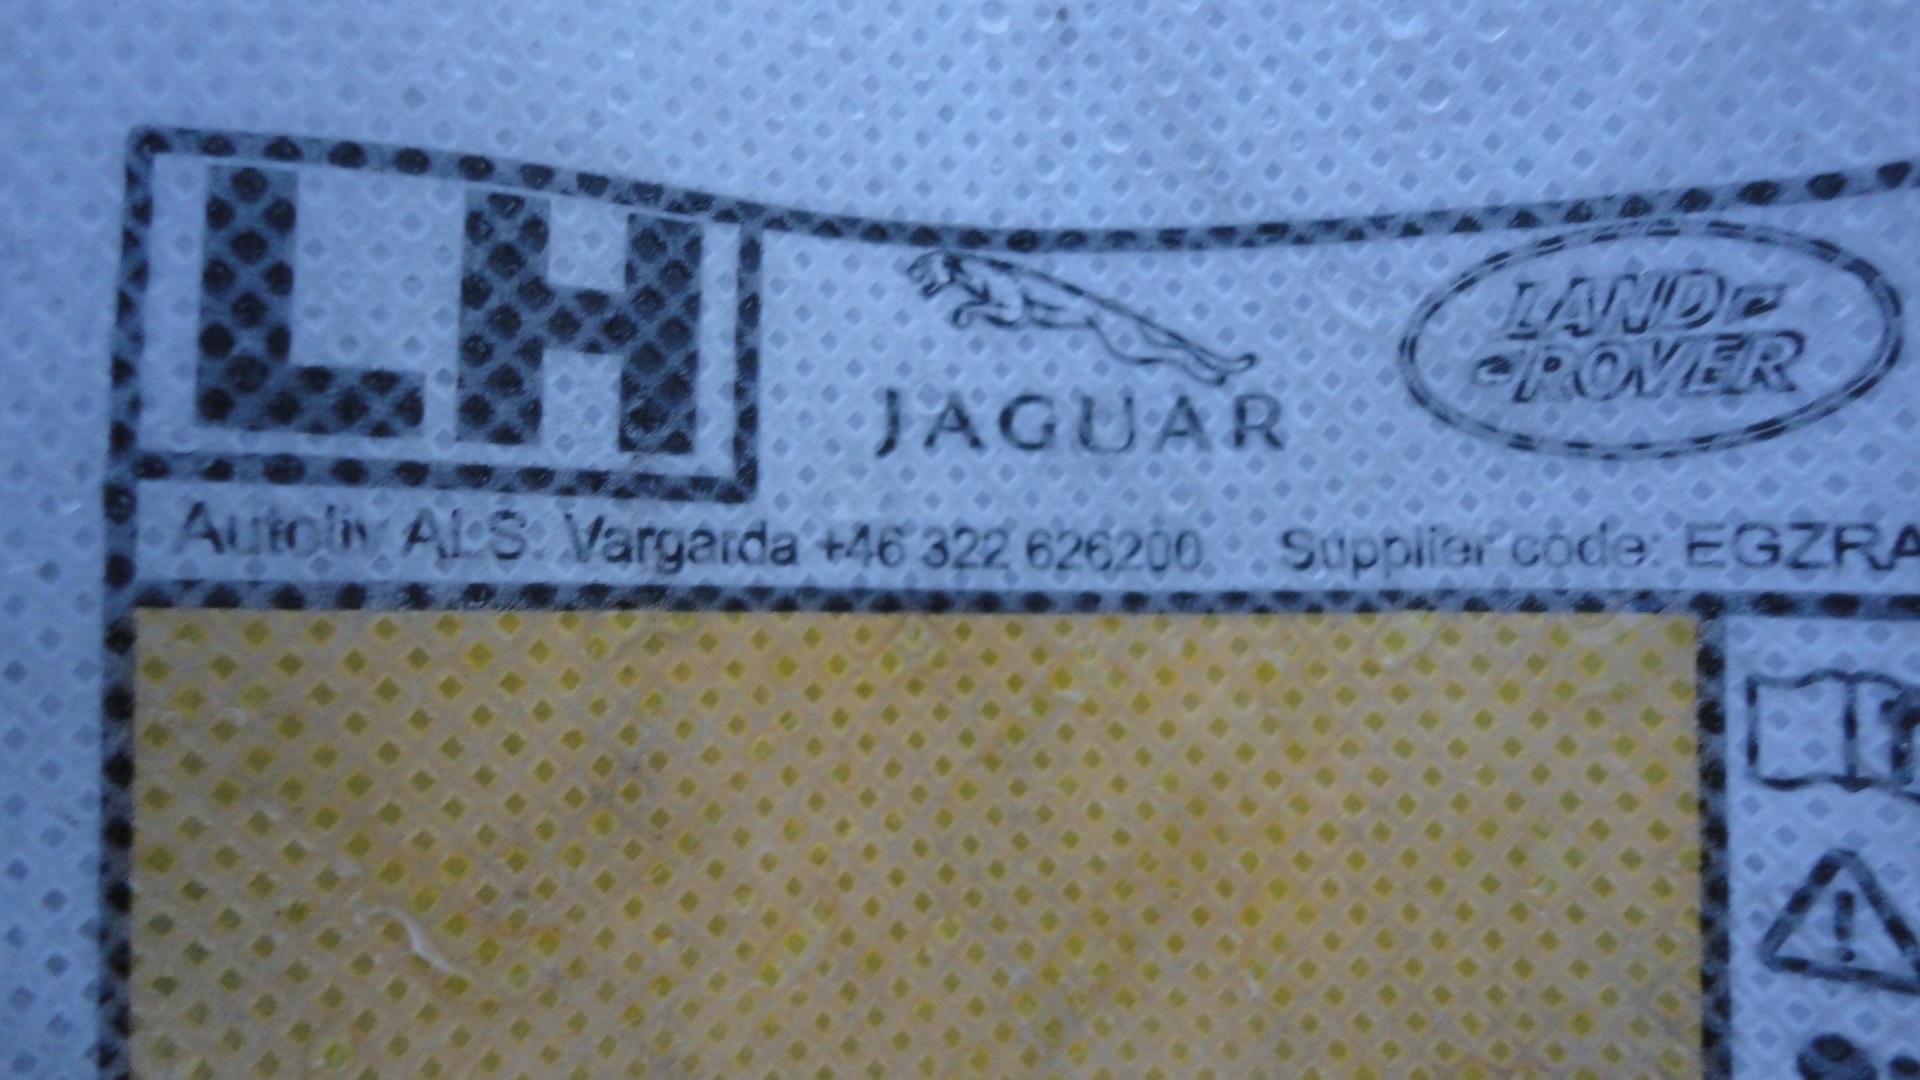 LH
JAGUAR
LAND
ROVER
Autoliv ALS. Vargarda +46 322 626200 Supplier code: EGZRA